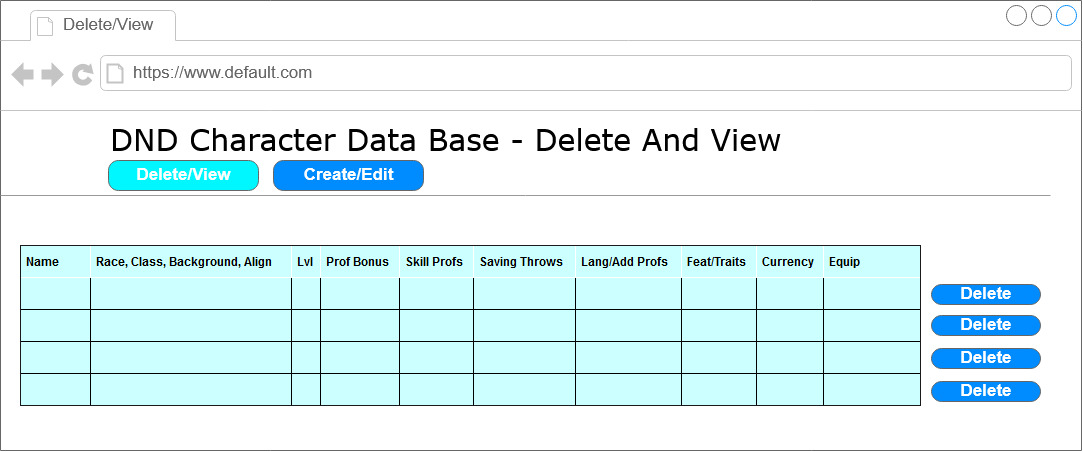 Delete/View
https://www.default.com
DND Character Data Base - Delete And View
Delete/View Create/Edit
Name Race, Class, Background, Align Lvl Prof Bonus Skill Profs Saving Throws Lang/Add Profs Feat/Traits Currency Equip
Delete
Delete
Delete
Delete